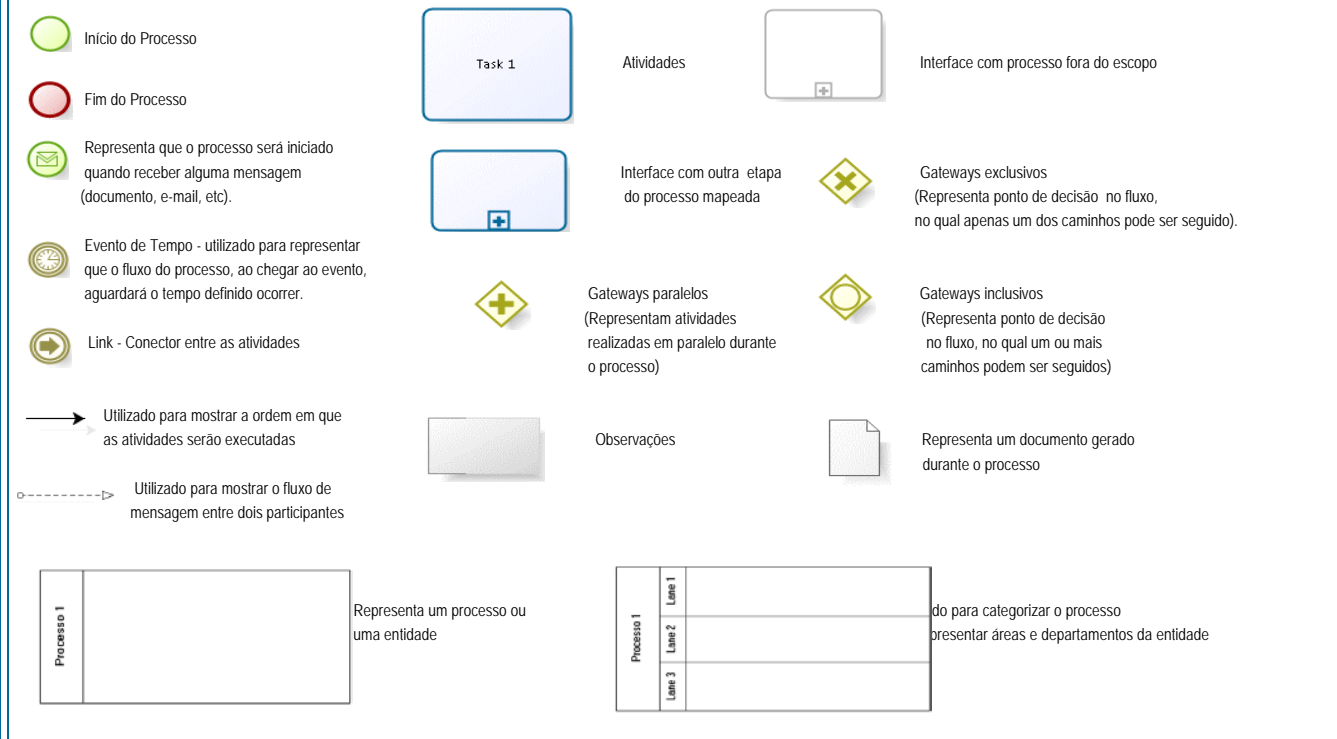 Início do Processo
Fim do Processo
Representa que o processo será iniciado
quando receber alguma mensagem
(documento, e-mail, etc).
Evento de Tempo - utilizado para representar
que o fluxo do processo, ao chegar ao evento,
aguardará o tempo definido ocorrer.
Link - Conector entre as atividades
Utilizado para mostrar a ordem em que
as atividades serão executadas
Utilizado para mostrar o fluxo de
mensagem entre dois participantes
Task 1
Atividades
Interface com outra etapa
do processo mapeada
Gateways paralelos
(Representam atividades
realizadas em paralelo durante
o processo)
Observações
Interface com processo fora do escopo
Gateways exclusivos
(Representa ponto de decisão no fluxo,
no qual apenas um dos caminhos pode ser seguido).
Gateways inclusivos
(Representa ponto de decisão
no fluxo, no qual um ou mais
caminhos podem ser seguidos)
Representa um documento gerado
durante o processo
Processo 1
Representa um processo ou
uma entidade
Processo 1
Lane 1
Lane 2
Lane 3
do para categorizar o processo
presentar áreas e departamentos da entidade